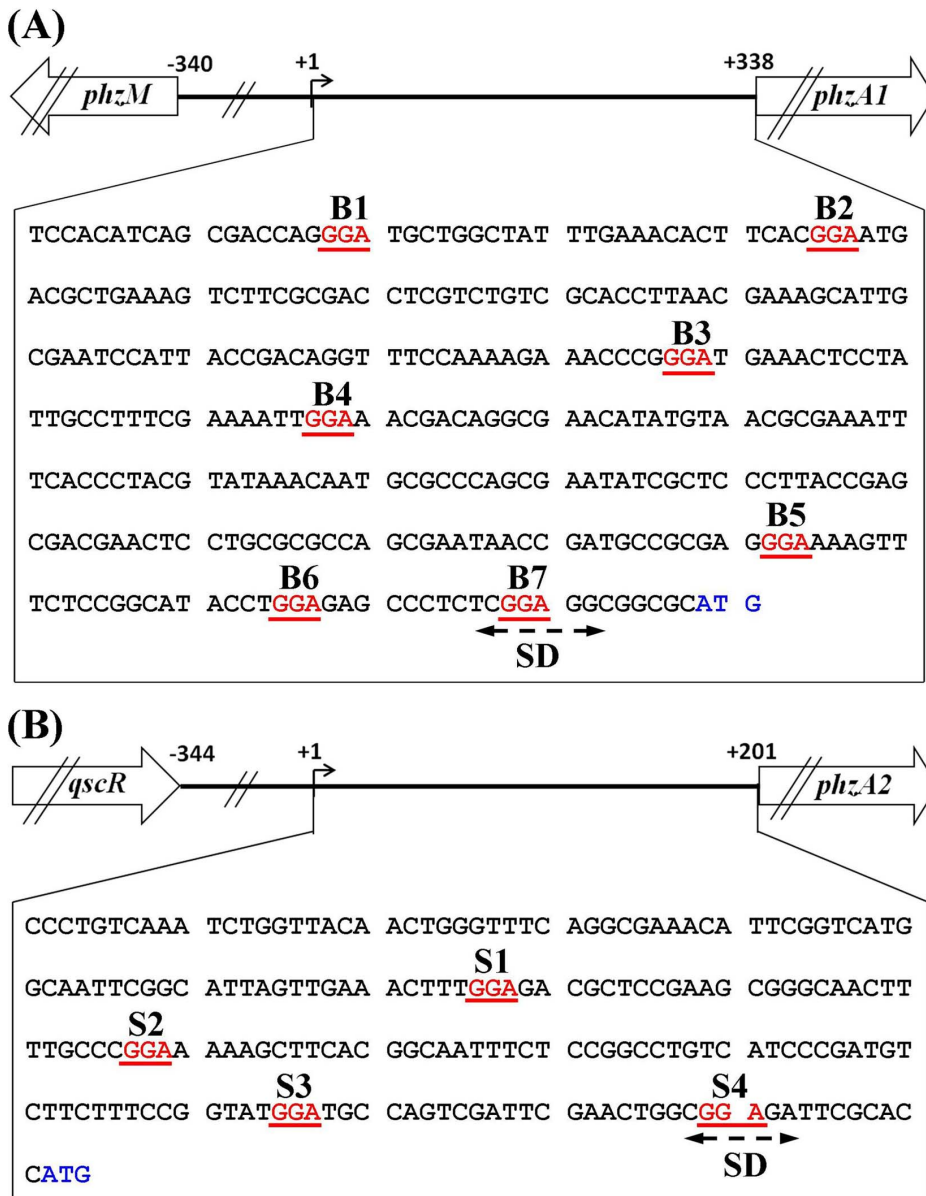 (A)
-340 +1 +338
phzM phzA1
B1 B2
TCCACATCAG CGACCAGGGA TGCTGGCTAT TTGAAACACT TCACGGAATG
ACGCTGAAAG TCTTCGCGAC CTCGTCTGTC GCACCTTAAC GAAAGCATTG
B3
CGAATCCATT ACCGACAGGT TTCCAAAAGA AACCCGGGAT GAAACTCCTA
B4
TTGCCTTTCG AAAATTGGAA ACGACAGGCG AACATATGTA ACGCGAAATT
TCACCCTACG TATAAACAAT GCGCCCAGCG AATATCGCTC CCTTACCGAG
B5
CGACGAACTC CTGCGCGCCA GCGAATAACC GATGCCGCGA GGGAAAAGTT
B6 B7
TCTCCGGCAT ACCTGGAGAG CCCTCTCGGA GGCGGCGCAT G
SD
(B)
-344 +1 +201
qscR phzA2
CCCTGTCAAA TCTGGTTACA ACTGGGTTTC AGGCGAAACA TTCGGTCATG
S1
GCAATTCGGC ATTAGTTGAA ACTTTGGAGA CGCTCCGAAG CGGGCAACTT
S2
TTGCCCGGAA AAAGCTTCAC GGCAATTTCT CCGGCCTGTC ATCCCGATGT
S3 S4
CTTCTTTCCG GTATGGATGC CAGTCGATTC GAACTGGCGG AGATTCGCAC
SD
CATG